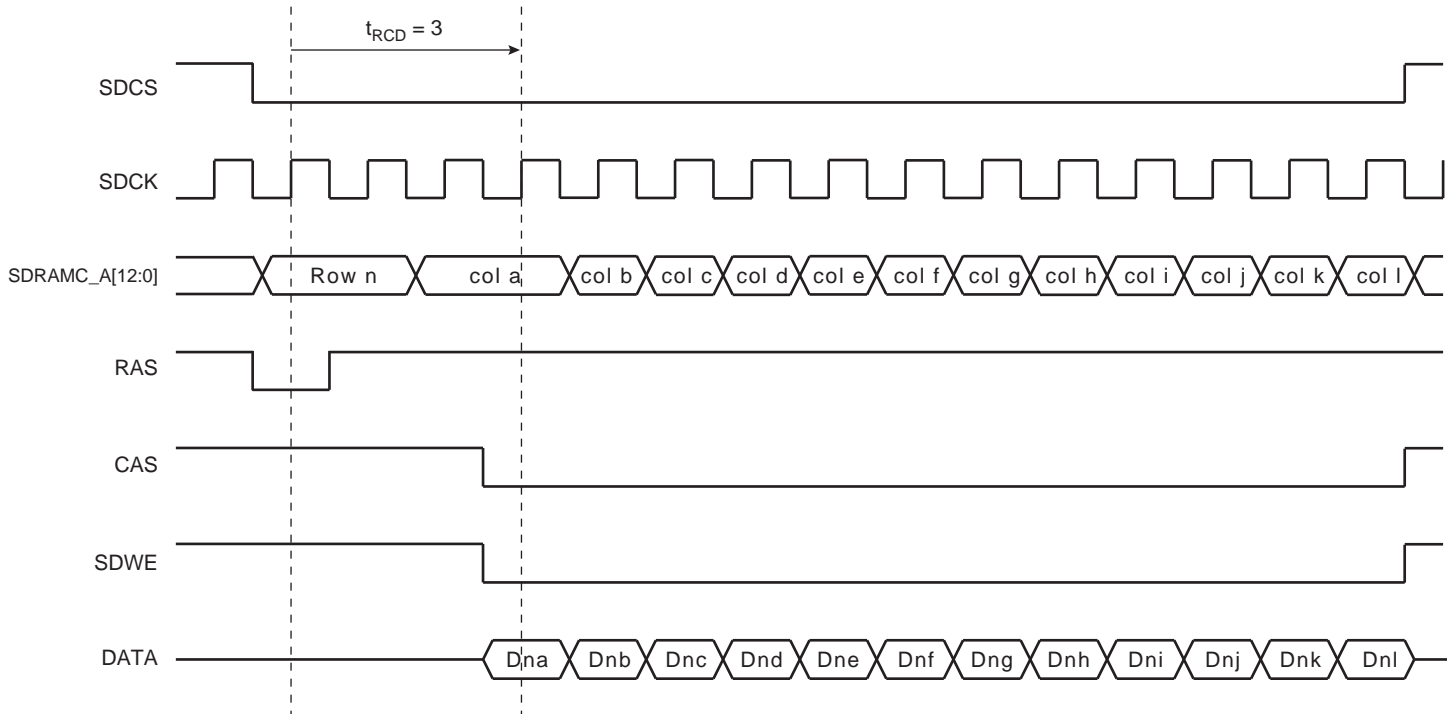 tRCD = 3
SDCS
SDCK
SDRAMC_A[12:0] Row n col a col b col c col d col e col f col g col h col i col j col k col l
RAS
CAS
SDWE
DATA Dna Dnb Dnc Dnd Dne Dnf Dng Dnh Dni Dnj Dnk Dnl